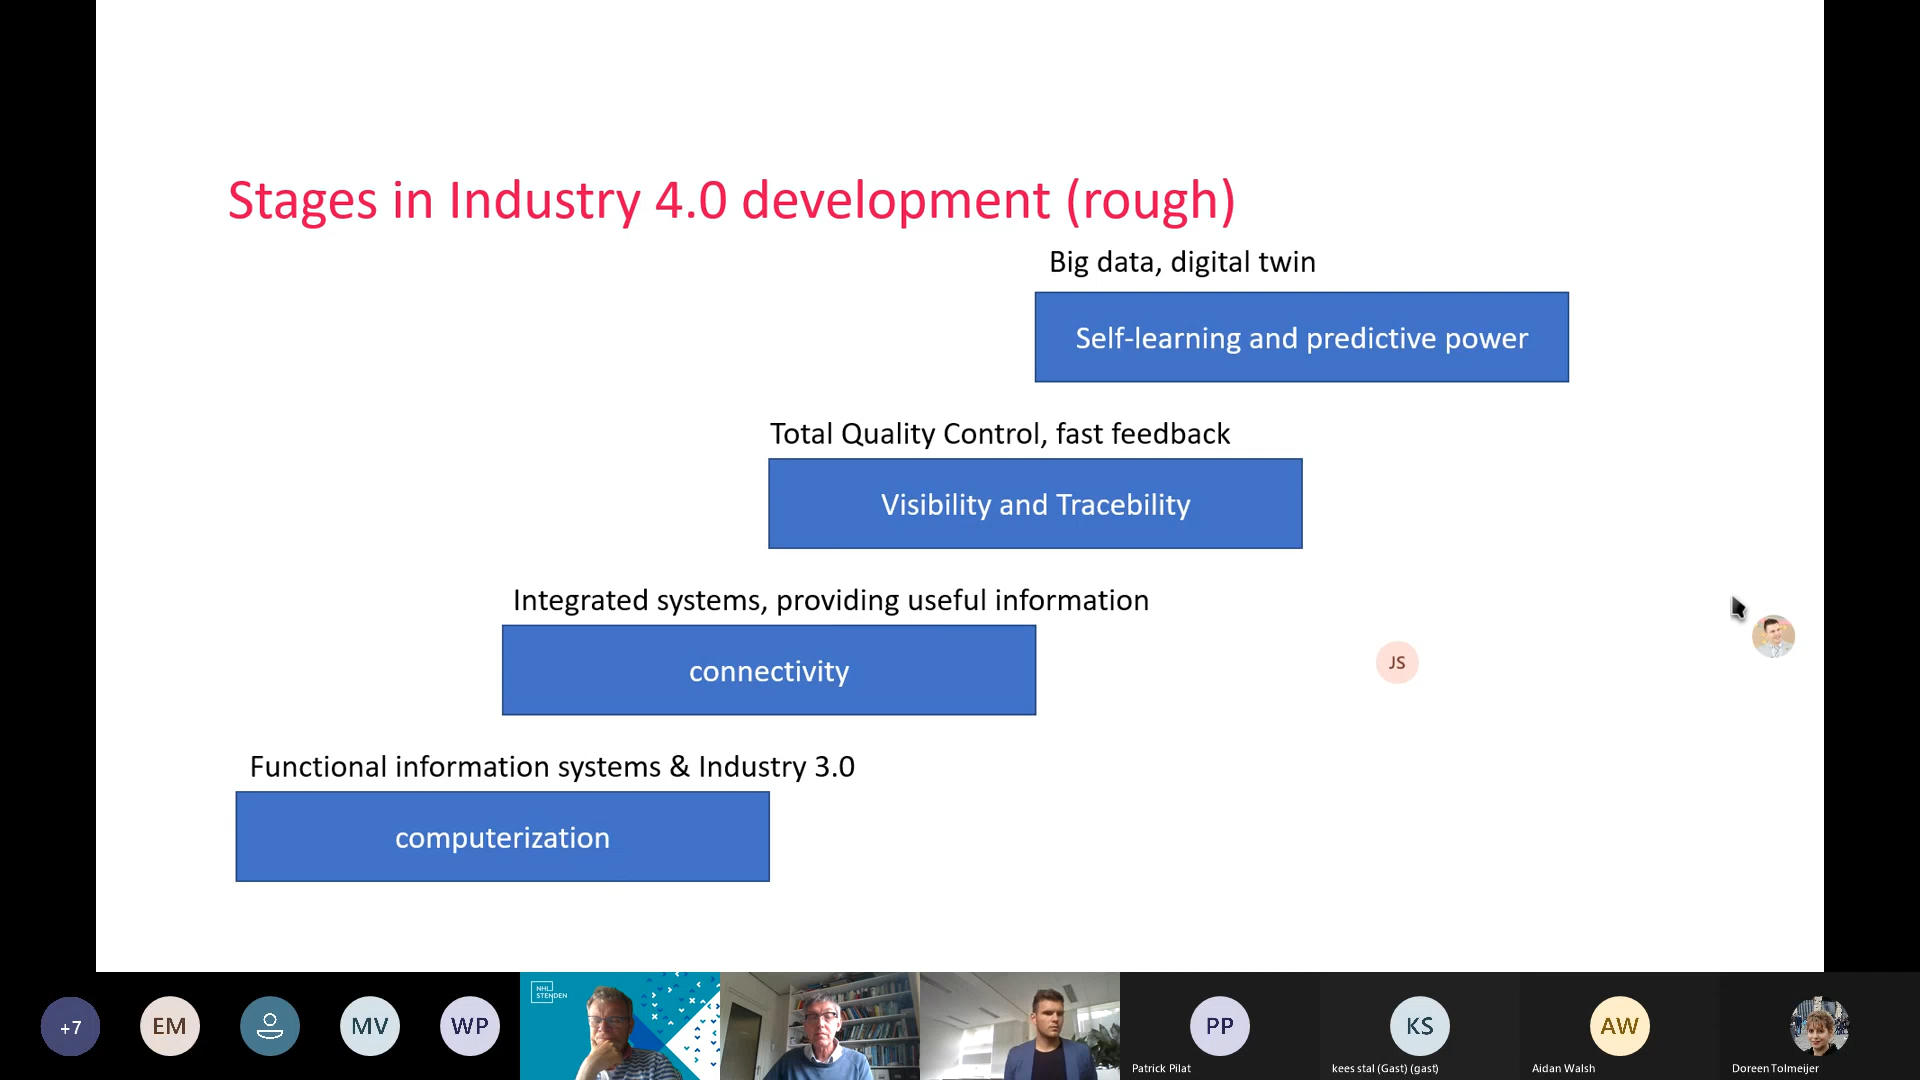 Stages in Industry 4.0 development (rough)
Big data, digital twin
Self-learning and predictive power
Total Quality Control, fast feedback
Visibility and Tracebility
Integrated systems, providing useful information
connectivity
JS
Functional information systems & Industry 3.0
computerization
+7
EM
MV
WP
NHL
STENDEN
PP
Patrick Pilat
KS
kees stal (Gast) (gast)
AW
Aidan Walsh
Doreen Tolmeijer